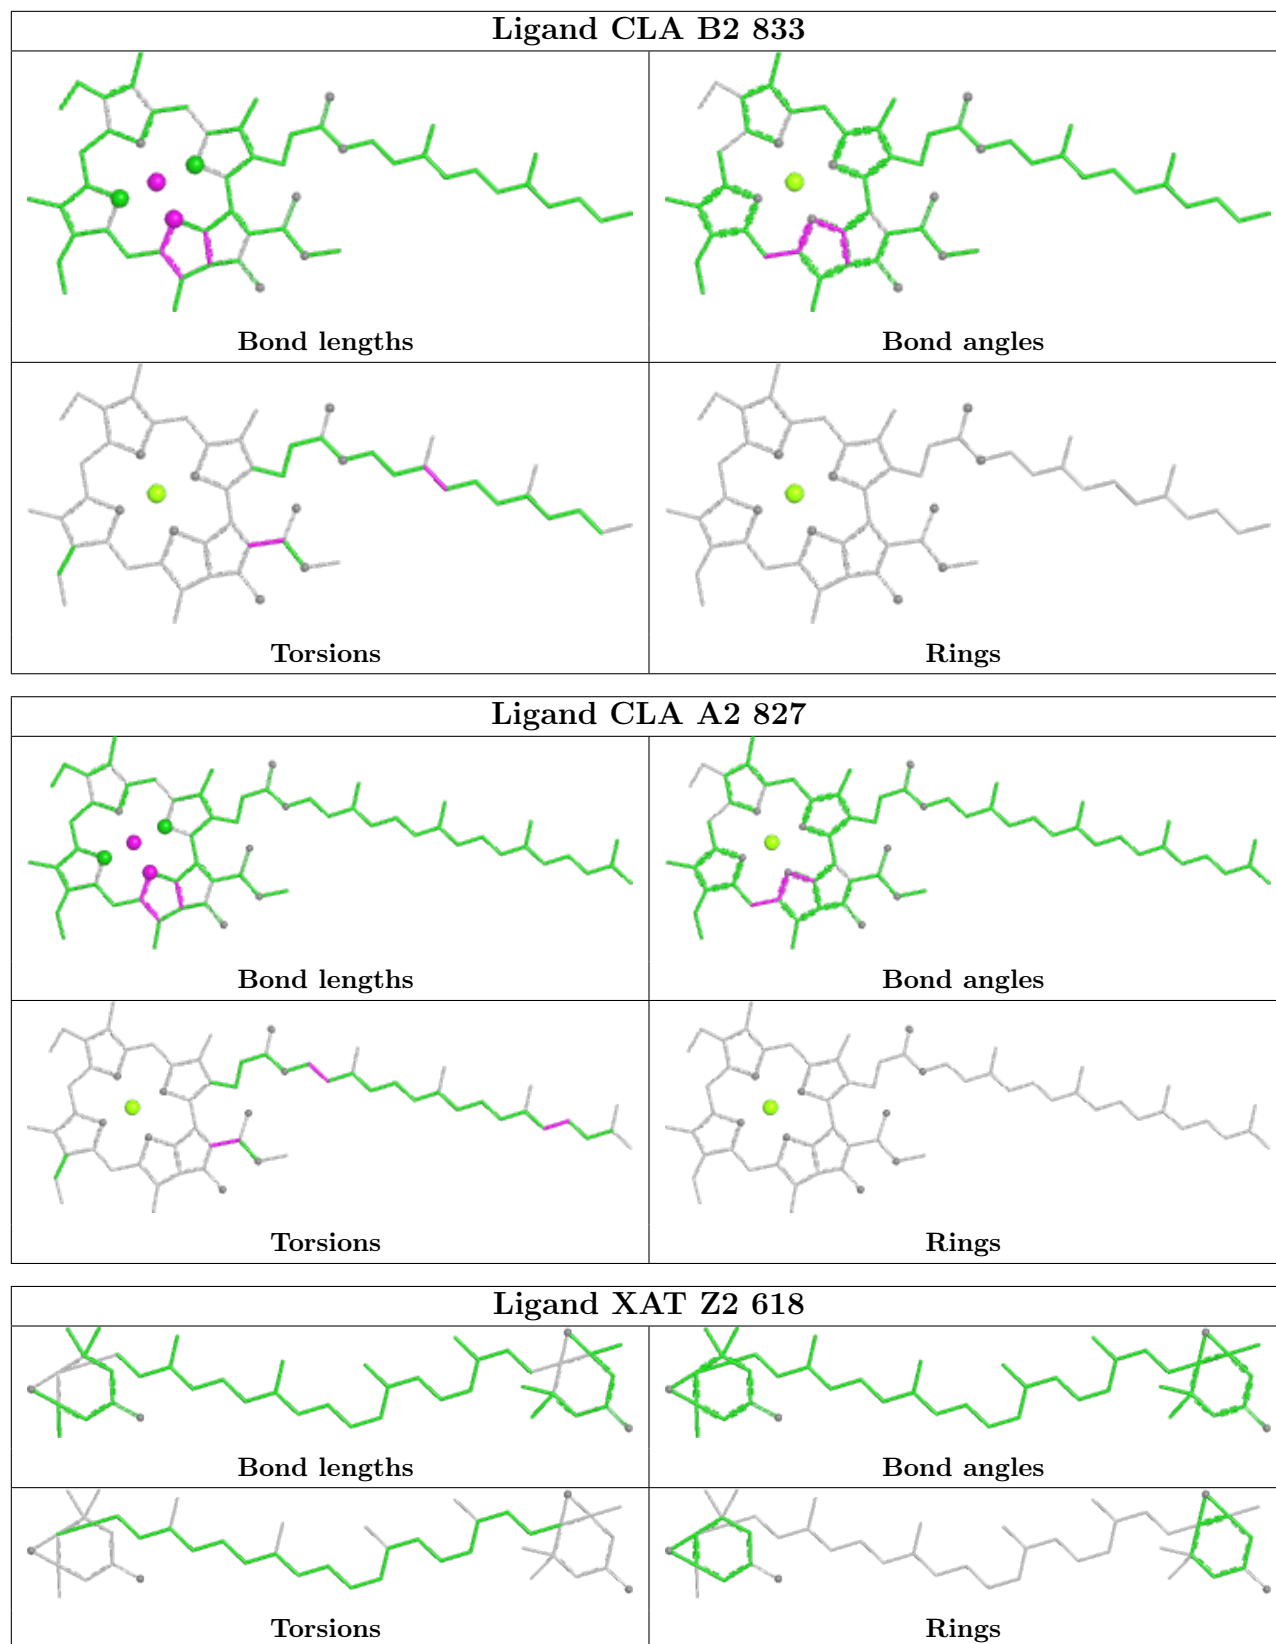 Ligand CLA B2 833
Bond lengths
Bond angles
Torsions
Rings
Ligand CLA A2 827
Bond lengths
Bond angles
Torsions
Rings
Ligand XAT Z2 618
Bond lengths
Bond angles
Torsions
Rings